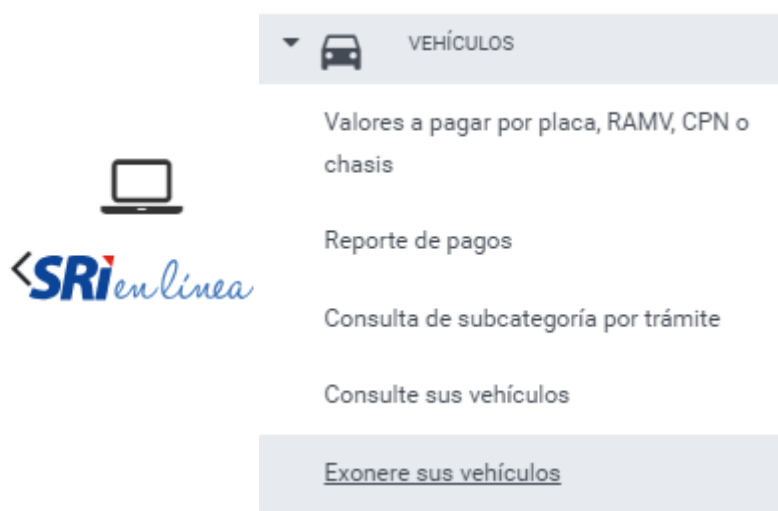 VEHÍCULOS
Valores a pagar por placa, RAMV, CPN o
chasis
Reporte de pagos
SRi en línea
Consulta de subcategoría por trámite
Consulte sus vehículos
Exonere sus vehículos